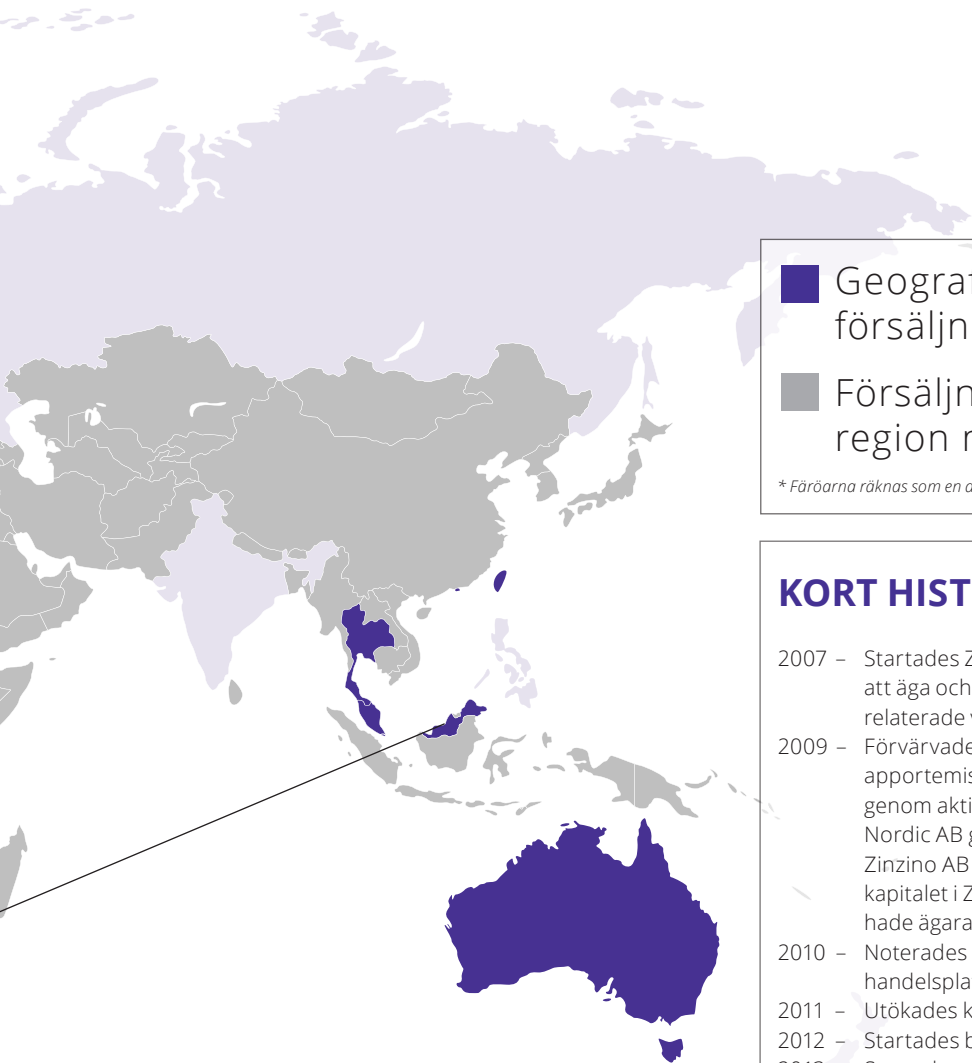 Geograf
försäljn
Försäljn
region
* Färöarna räknas som en a
KORT HIST
2007 – Startades Z
att äga och
relaterade v
2009 – Förvärvade
apportemis
genom akti
Nordic AB g
Zinzino AB
kapitalet i Z
hade ägara
2010 – Noterades
handelspla
2011 – Utökades k
2012 – Startades b